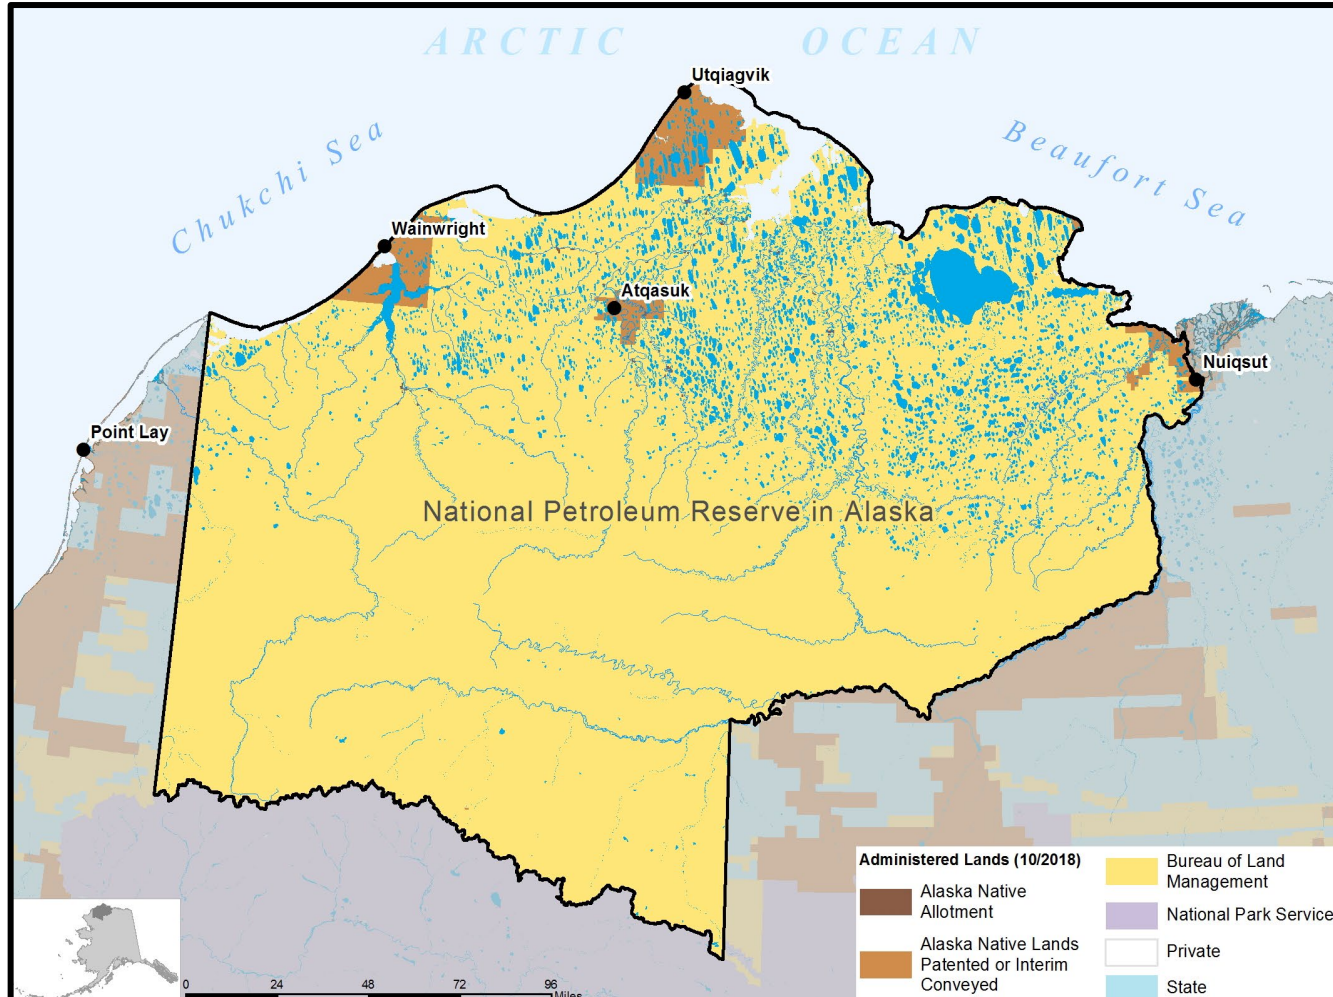 ARCTIC OCEAN
Utqiagvik
Chukchi Sea
Beaufort Sea
Wainwright
Atqasuk
Nuiqsut
Point Lay
National Petroleum Reserve in Alaska
Administered Lands (10/2018)
Alaska Native
Allotment
Alaska Native Lands
Patented or Interim
Conveyed
Bureau of Land
Management
National Park Service
Private
State
0 24 48 72 96
Miles